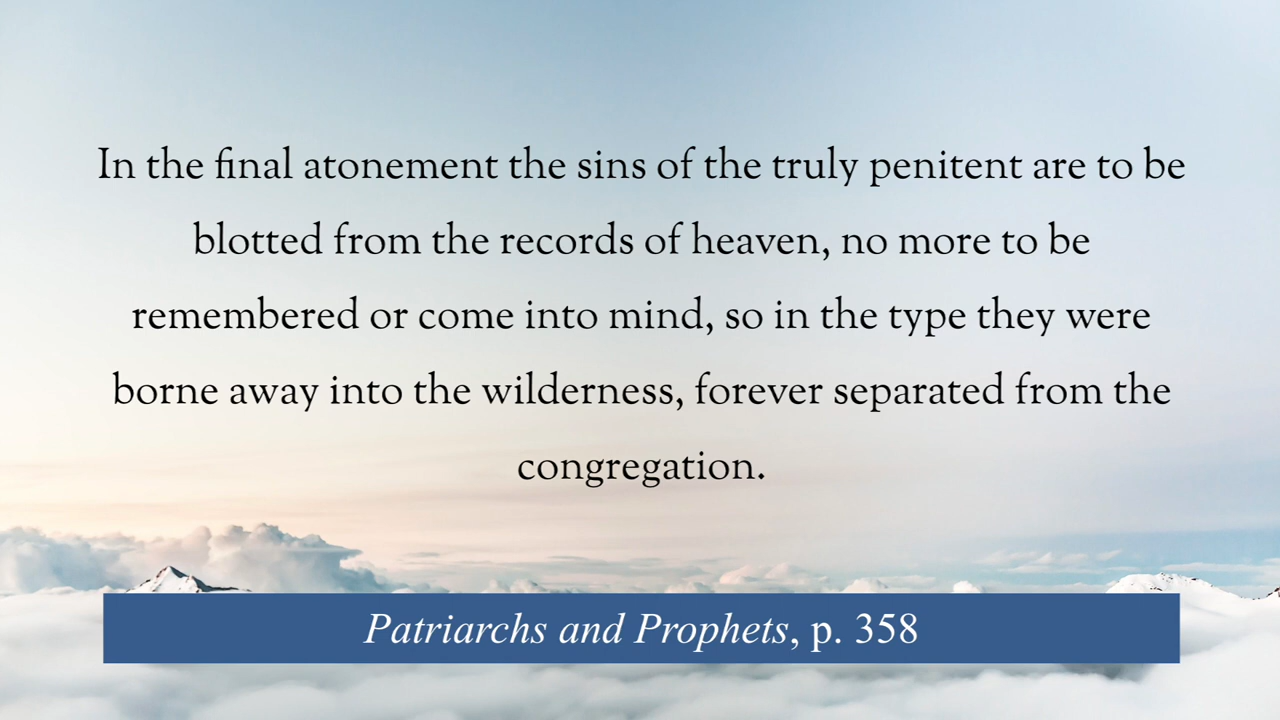 In the final atonement the sins of the truly penitent are to be
blotted from the records of heaven, no more to be
remembered or come into mind, so in the type they were
borne away into the wilderness, forever separated from the
congregation.
Patriarchs and Prophets, p. 358